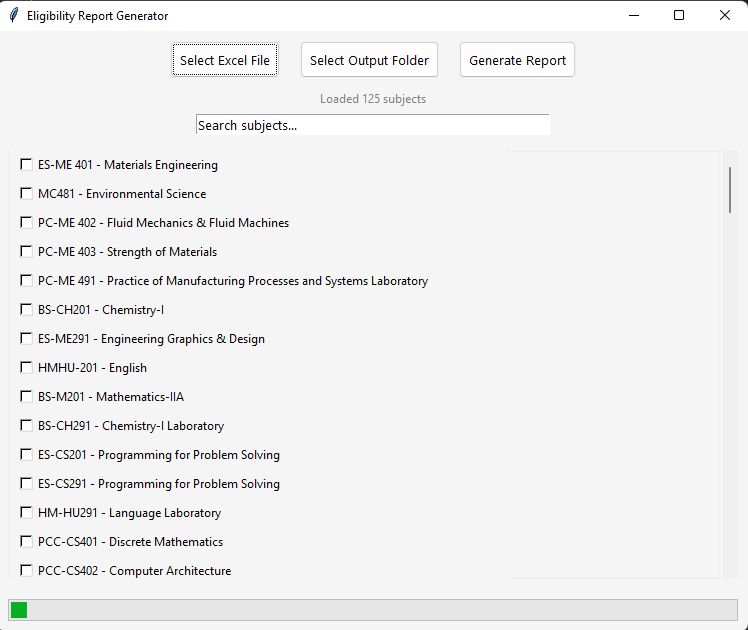 Eligibility Report Generator
Select Excel File Select Output Folder Generate Report
Loaded 125 subjects
Search subjects...
ES-ME 401 - Materials Engineering
MC481 - Environmental Science
PC-ME 402 - Fluid Mechanics & Fluid Machines
PC-ME 403 - Strength of Materials
PC-ME 491 - Practice of Manufacturing Processes and Systems Laboratory
BS-CH201 - Chemistry-I
ES-ME291 - Engineering Graphics & Design
HMHU-201 - English
BS-M201 - Mathematics-IIA
BS-CH291 - Chemistry-I Laboratory
ES-CS201 - Programming for Problem Solving
ES-CS291 - Programming for Problem Solving
HM-HU291 - Language Laboratory
PCC-CS401 - Discrete Mathematics
PCC-CS402 - Computer Architecture